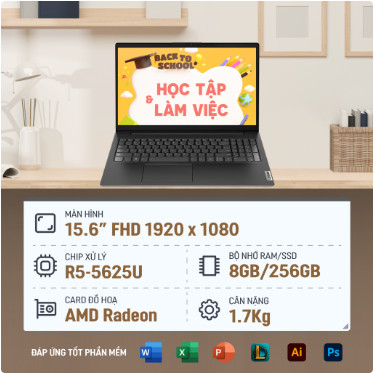 BACK TO
SCHOOL
HỌC TẬP
& LÀM VIỆC
MÀN HÌNH
15.6” FHD 1920 x 1080
CHIP XỬ LÝ
R5-5625U
BỘ NHỚ RAM/SSD
8GB/256GB
CARD ĐỒ HOẠ
AMD Radeon
CÂN NẶNG
1.7Kg
ĐÁP ỨNG TỐT PHẦN MỀM
W
X
P
Ai
Ps